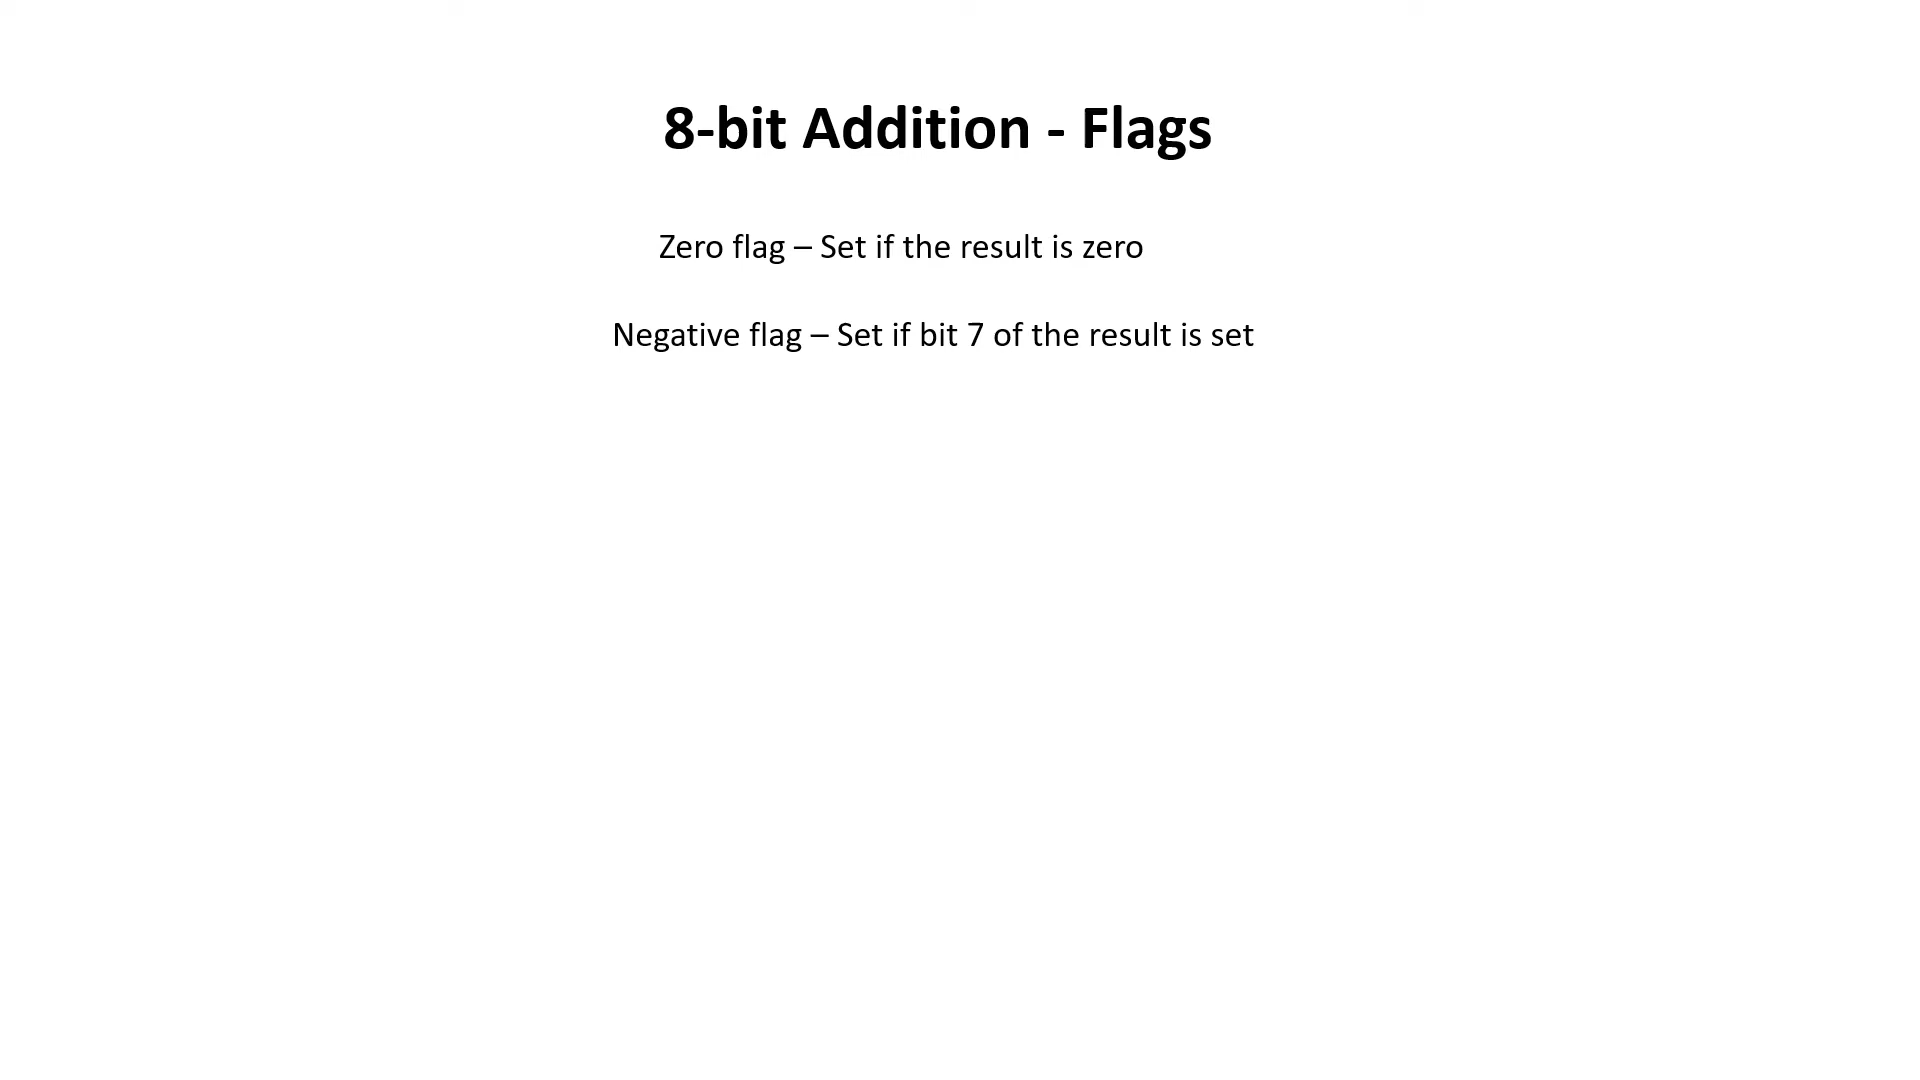 8-bit Addition - Flags
Zero flag – Set if the result is zero
Negative flag – Set if bit 7 of the result is set